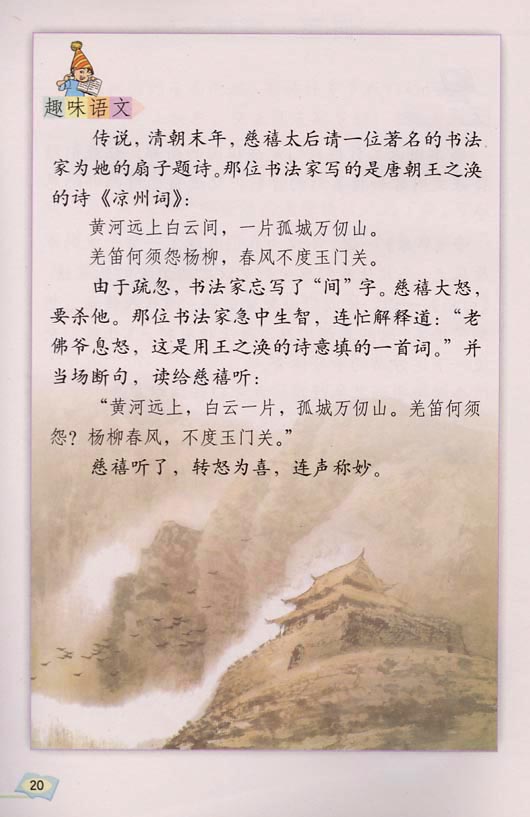 趣味语文
传说，清朝末年，慈禧太后请一位著名的书法
家为她的扇子题诗。那位书法家写的是唐朝王之涣
的诗《凉州词》：
黄河远上白云间，一片孤城万仞山。
羌笛何须怨杨柳，春风不度玉门关。
由于疏忽，书法家忘写了“间”字。慈禧大怒，
要杀他。那位书法家急中生智，连忙解释道：“老
佛爷息怒，这是用王之涣的诗意填的一首词。”并
当场断句，读给慈禧听：
“黄河远上，白云一片，孤城万仞山。羌笛何须
怨？杨柳春风，不度玉门关。”
慈禧听了，转怒为喜，连声称妙。
20